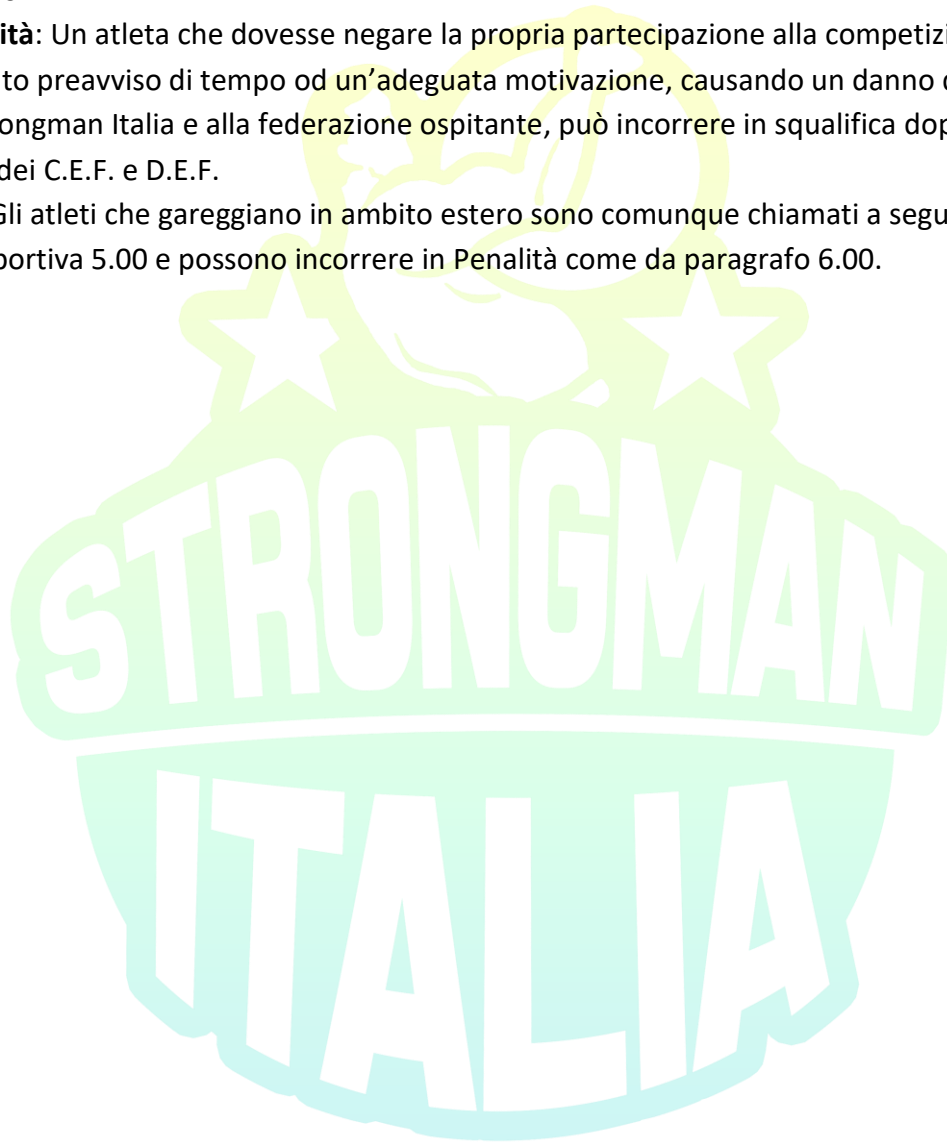 ità: Un atleta che dovesse negare la propria partecipazione alla competizi
to preavviso di tempo od un’adeguata motivazione, causando un danno
ongman Italia e alla federazione ospitante, può incorrere in squalifica dop
dei C.E.F. e D.E.F.
Gli atleti che gareggiano in ambito estero sono comunque chiamati a segu
portiva 5.00 e possono incorrere in Penalità come da paragrafo 6.00.
STRONGMAN
ITALIA